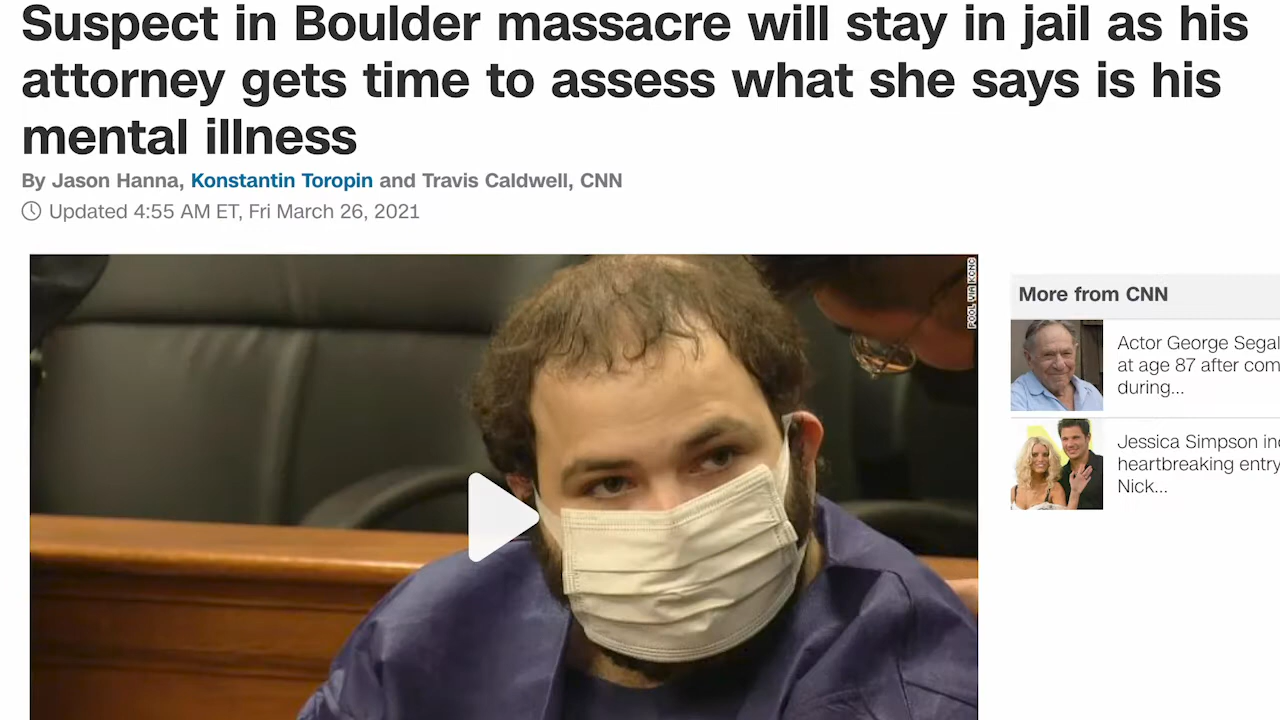 Suspect in Boulder massacre will stay in jail as his
attorney gets time to assess what she says is his
mental illness
By Jason Hanna, Konstantin Toropin and Travis Caldwell, CNN
Updated 4:55 AM ET, Fri March 26, 2021
POOL VIA KCNC
More from CNN
Actor George Segal
at age 87 after com
during...
Jessica Simpson inc
heartbreaking entry
Nick...